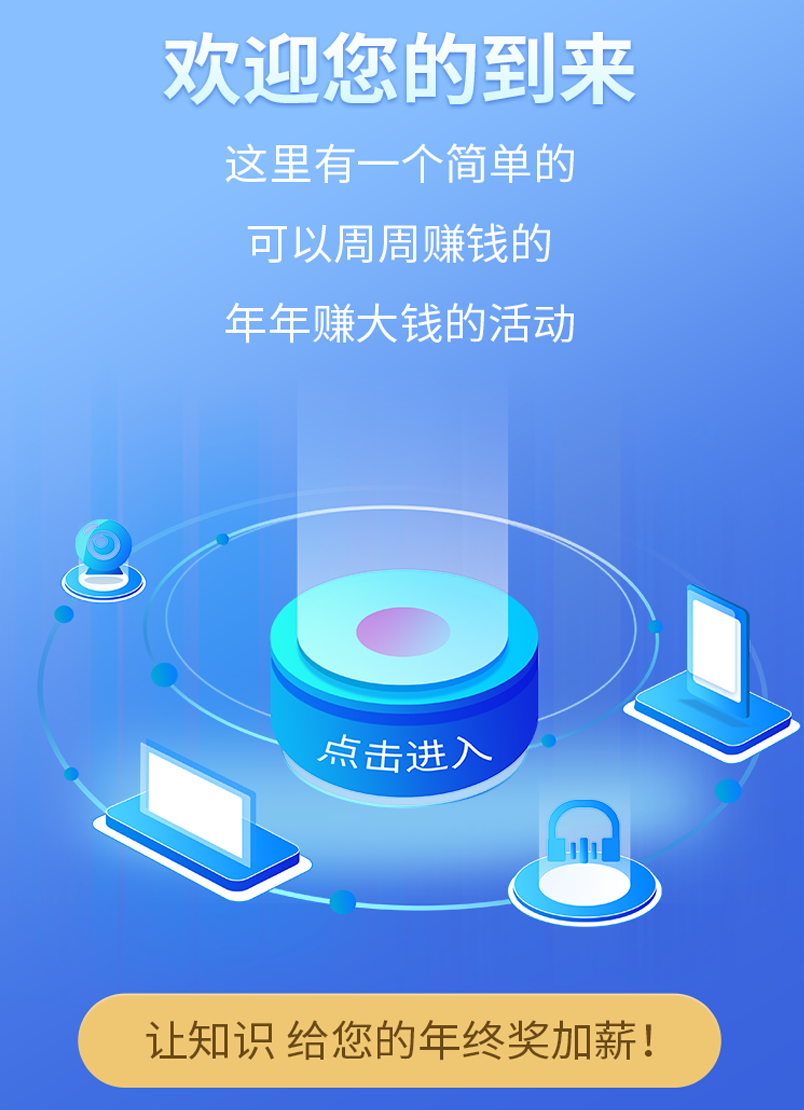 欢迎您的到来
这里有一个简单的
可以周周赚钱的
年年赚大钱的活动
点击进入
让知识 给您的年终奖加薪！